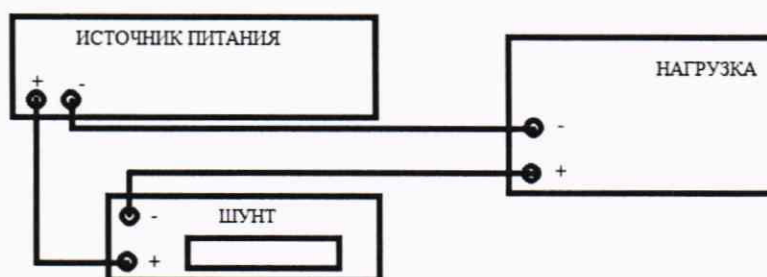 ИСТОЧНИК ПИТАНИЯ
+ -
НАГРУЗКА
-
+
- ШУНТ
+